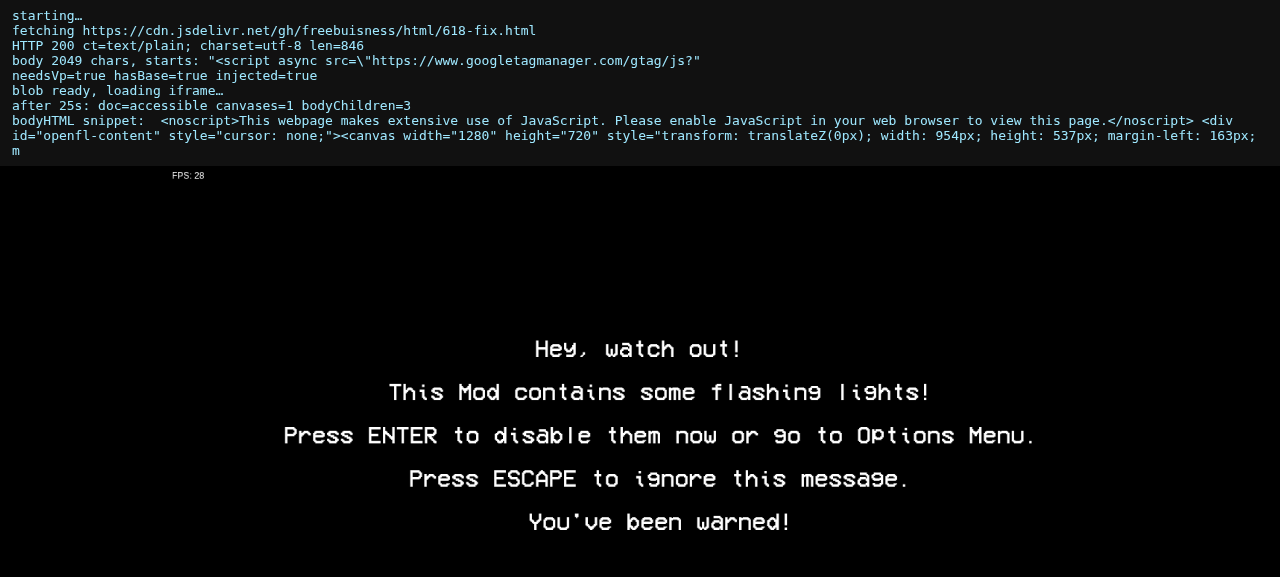 starting…
fetching https://cdn.jsdelivr.net/gh/freebuisness/html/618-fix.html
HTTP 200 ct=text/plain; charset=utf-8 len=846
body 2049 chars, starts: "<script async src=\"https://www.googletagmanager.com/gtag/js?"
needsVp=true hasBase=true injected=true
blob ready, loading iframe…
after 25s: doc=accessible canvases=1 bodyChildren=3
bodyHTML snippet:  <noscript>This webpage makes extensive use of JavaScript. Please enable JavaScript in your web browser to view this page.</noscript> <div
id="openfl-content" style="cursor: none;"><canvas width="1280" height="720" style="transform: translateZ(0px); width: 954px; height: 537px; margin-left: 163px;
m
FPS: 28
Hey, watch out!
This Mod contains some flashing lights!
Press ENTER to disable them now or go to Options Menu.
Press ESCAPE to ignore this message.
You've been warned!